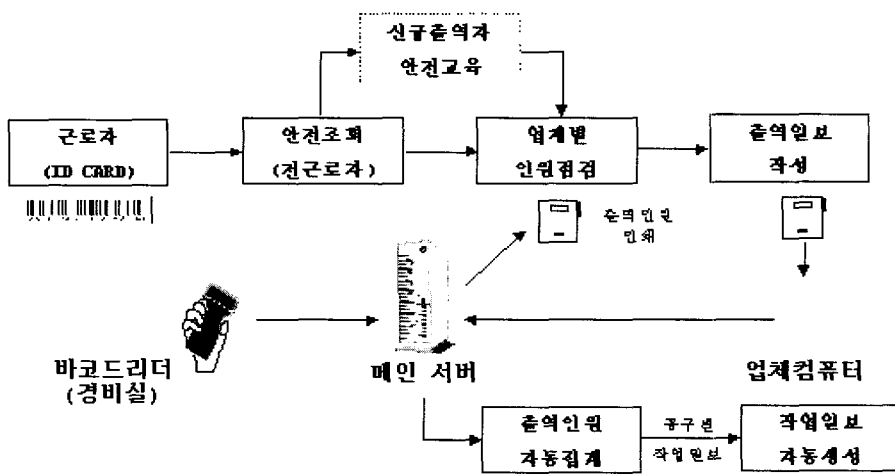 신규출역자
안전교육
근로자
(ID CARD)
안전조회
(전근로자)
업체별
인원점검
출역일보
작성
출역인원
인쇄
바코드리더
(경비실)
메인 서버
업체컴퓨터
출역인원
자동집계
공구별
작업일보
작업일보
자동생성